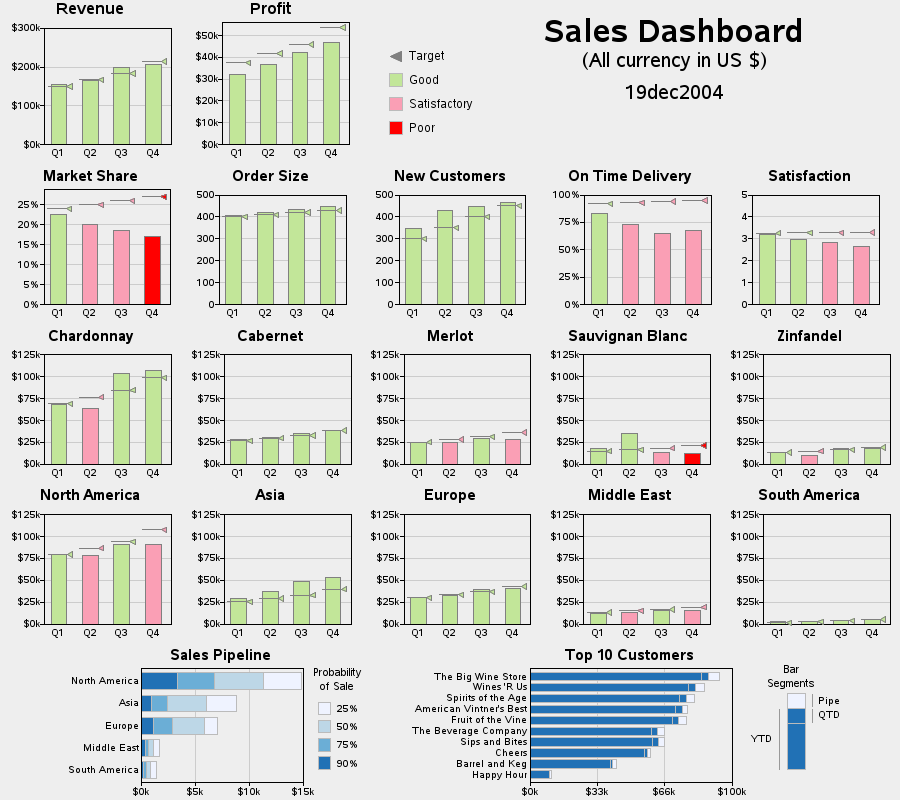 Sales Dashboard
(All currency in US $)
19dec2004
Revenue
$300k
$200k
$100k
$0k
Q1 Q2 Q3 Q4
Profit
$50k
$40k
$30k
$20k
$10k
$0k
Q1 Q2 Q3 Q4
Target
Good
Satisfactory
Poor
Market Share
25%
20%
15%
10%
5%
0%
Q1 Q2 Q3 Q4
Order Size
500
400
300
200
100
0
Q1 Q2 Q3 Q4
New Customers
500
400
300
200
100
0
Q1 Q2 Q3 Q4
On Time Delivery
100%
75%
50%
25%
0%
Q1 Q2 Q3 Q4
Satisfaction
5
4
3
2
1
0
Q1 Q2 Q3 Q4
Chardonnay
$125k
$100k
$75k
$50k
$25k
$0k
Q1 Q2 Q3 Q4
Cabernet
$125k
$100k
$75k
$50k
$25k
$0k
Q1 Q2 Q3 Q4
Merlot
$125k
$100k
$75k
$50k
$25k
$0k
Q1 Q2 Q3 Q4
Sauvignan Blanc
$125k
$100k
$75k
$50k
$25k
$0k
Q1 Q2 Q3 Q4
Zinfandel
$125k
$100k
$75k
$50k
$25k
$0k
Q1 Q2 Q3 Q4
North America
$125k
$100k
$75k
$50k
$25k
$0k
Q1 Q2 Q3 Q4
Asia
$125k
$100k
$75k
$50k
$25k
$0k
Q1 Q2 Q3 Q4
Europe
$125k
$100k
$75k
$50k
$25k
$0k
Q1 Q2 Q3 Q4
Middle East
$125k
$100k
$75k
$50k
$25k
$0k
Q1 Q2 Q3 Q4
South America
$125k
$100k
$75k
$50k
$25k
$0k
Q1 Q2 Q3 Q4
Sales Pipeline
North America
Asia
Europe
Middle East
South America
$0k $5k $10k $15k
Probability
of Sale
25%
50%
75%
90%
Top 10 Customers
The Big Wine Store
Wines 'R Us
Spirits of the Age
American Vintner's Best
Fruit of the Vine
The Beverage Company
Sips and Bites
Cheers
Barrel and Keg
Happy Hour
$0k $33k $66k $100k
Bar
Segments
Pipe
QTD
YTD